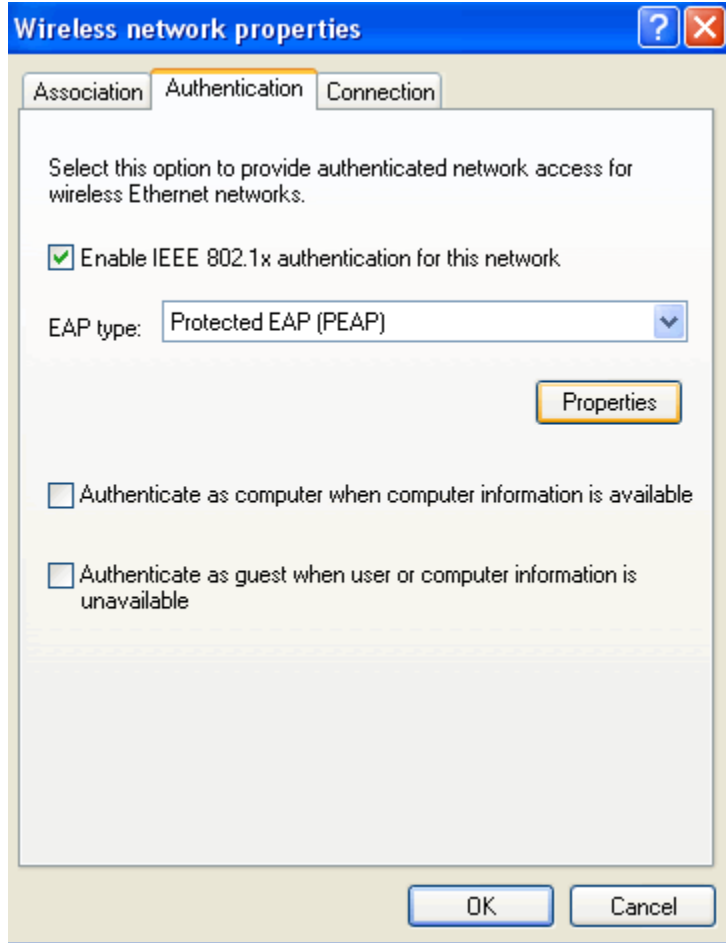 Wireless network properties
Association Authentication Connection
Select this option to provide authenticated network access for
wireless Ethernet networks.
Enable IEEE 802.1x authentication for this network
EAP type: Protected EAP (PEAP)
Properties
Authenticate as computer when computer information is available
Authenticate as guest when user or computer information is
unavailable
OK Cancel